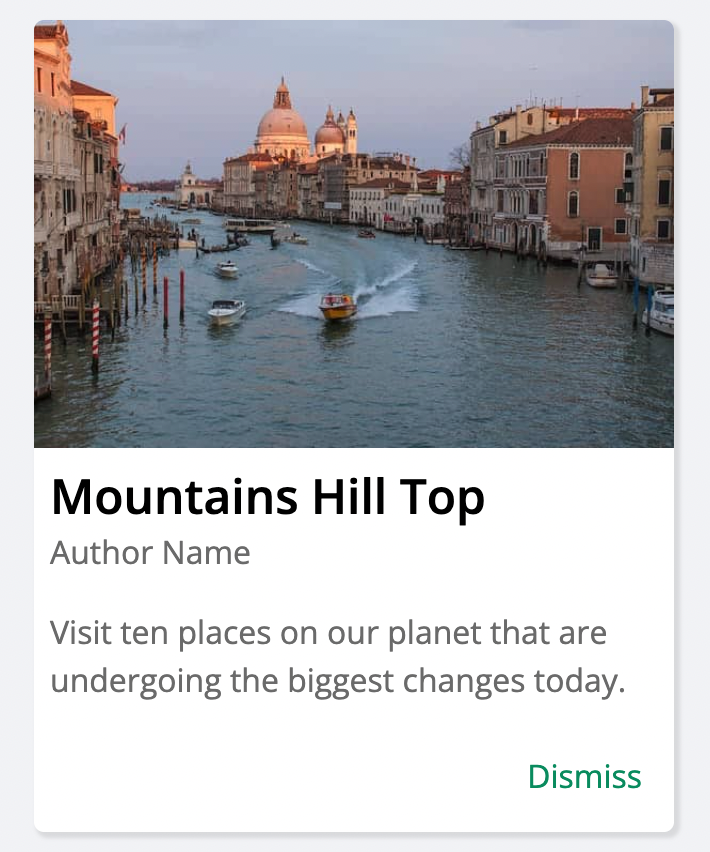 Mountains Hill Top
Author Name
Visit ten places on our planet that are
undergoing the biggest changes today.
Dismiss